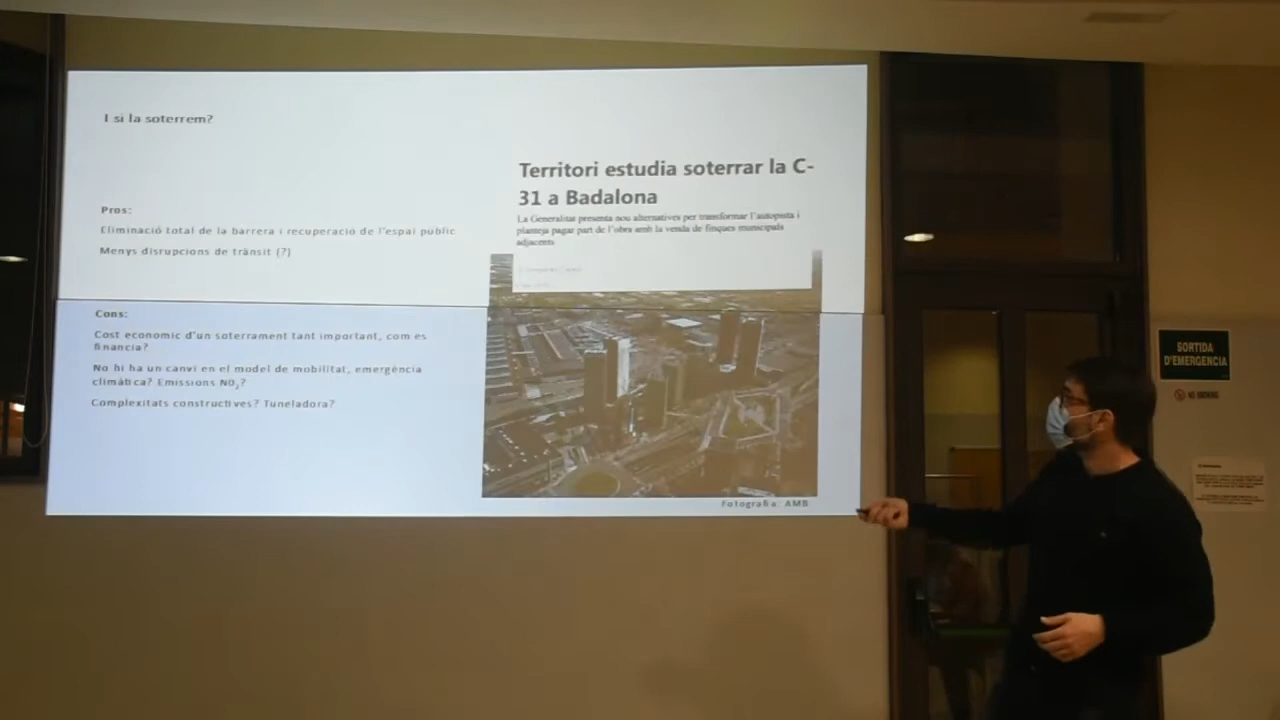 I si la soterrem?
Pros:
Eliminació total de la barrera i recuperació de l'espai públic
Menys disrupcions de trànsit (?)
Cons:
Cost econòmic d'un soterrament tant important, com es
financia?
No hi ha un canvi en el model de mobilitat, emergència
climàtica? Emissions NO₂?
Complexitats constructives? Tuneladora?
Territori estudia soterrar la C-
31 a Badalona
La Generalitat presenta nou alternatives per transformar l'autopista i
planteja pagar part de l'obra amb la venda de finques municipals
adjacents
Fotografia: AMB
SORTIDA
D'EMERGÈNCIA
NO SMOKING